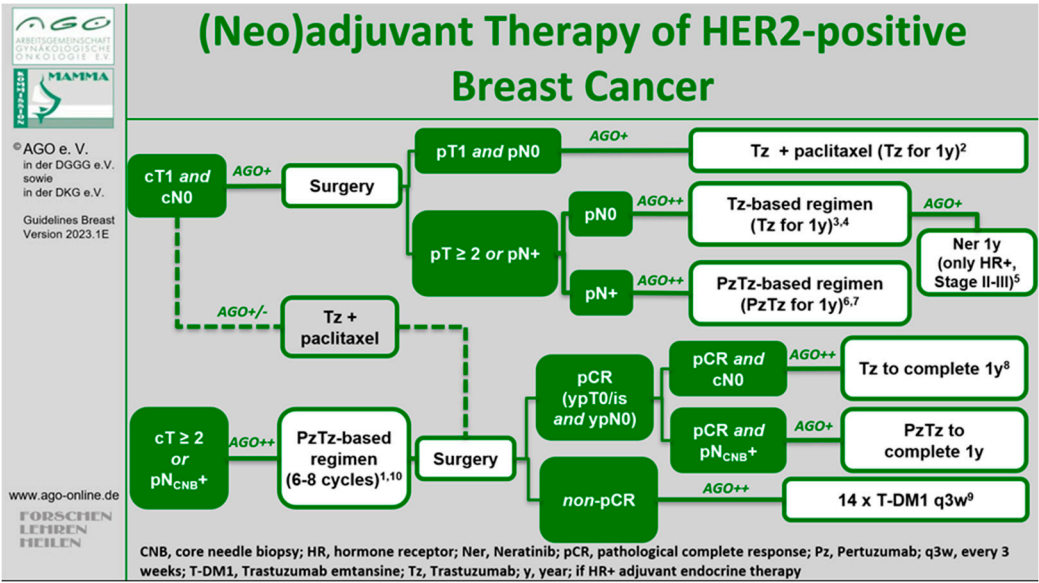 (Neo)adjuvant Therapy of HER2-positive
Breast Cancer
AGO
ARBEITSGEMEINSCHAFT
GYNÄKOLOGISCHE
ONKOLOGIE E.V.
KOMMISSION
MAMMA
© AGO e. V.
in der DGGG e.V.
sowie
in der DKG e.V.
Guidelines Breast
Version 2023.1E
www.ago-online.de
FORSCHEN
LEHREN
HEILEN
cT1 and
cN0
AGO+
Surgery
pT1 and pN0
AGO+
Tz + paclitaxel (Tz for 1y)2
pT ≥ 2 or pN+
pN0
AGO++
Tz-based regimen
(Tz for 1y)3,4
AGO+
Ner 1y
(only HR+,
Stage II-III)5
pN+
AGO++
PzTz-based regimen
(PzTz for 1y)6,7
AGO+/-
Tz +
paclitaxel
cT ≥ 2
or
pNCNB+
AGO++
PzTz-based
regimen
(6-8 cycles)1,10
Surgery
pCR
(ypT0/is
and ypN0)
pCR and
cN0
AGO++
Tz to complete 1y8
pCR and
pNCNB+
AGO+
PzTz to
complete 1y
non-pCR
AGO++
14 x T-DM1 q3w9
CNB, core needle biopsy; HR, hormone receptor; Ner, Neratinib; pCR, pathological complete response; Pz, Pertuzumab; q3w, every 3
weeks; T-DM1, Trastuzumab emtansine; Tz, Trastuzumab; y, year; if HR+ adjuvant endocrine therapy